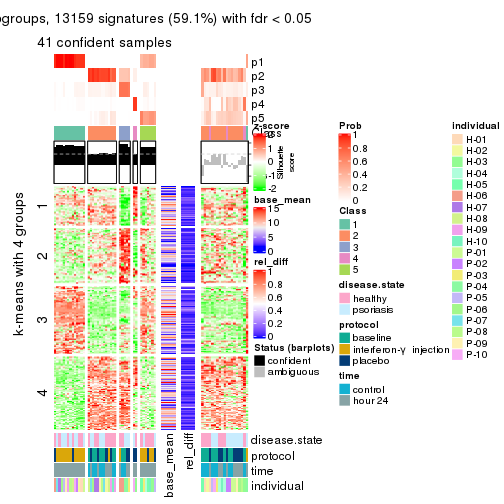 ogroups, 13159 signatures (59.1%) with fdr < 0.05
41 confident samples
p1
p2
p3
p4
p5
Class
Silhouette
score
k-means with 4 groups
1
2
3
4
base_mean
rel_diff
disease.state
protocol
time
individual
z-score
2
1
0
-1
-2
base_mean
15
10
5
0
rel_diff
1
0.8
0.6
0.4
0.2
0
Status (barplots)
confident
ambiguous
Prob
1
0.8
0.6
0.4
0.2
0
Class
1
2
3
4
5
disease.state
healthy
psoriasis
protocol
baseline
interferon-γ injection
placebo
time
control
hour 24
individual
H-01
H-02
H-03
H-04
H-05
H-06
H-07
H-08
H-09
H-10
P-01
P-02
P-03
P-04
P-05
P-06
P-07
P-08
P-09
P-10